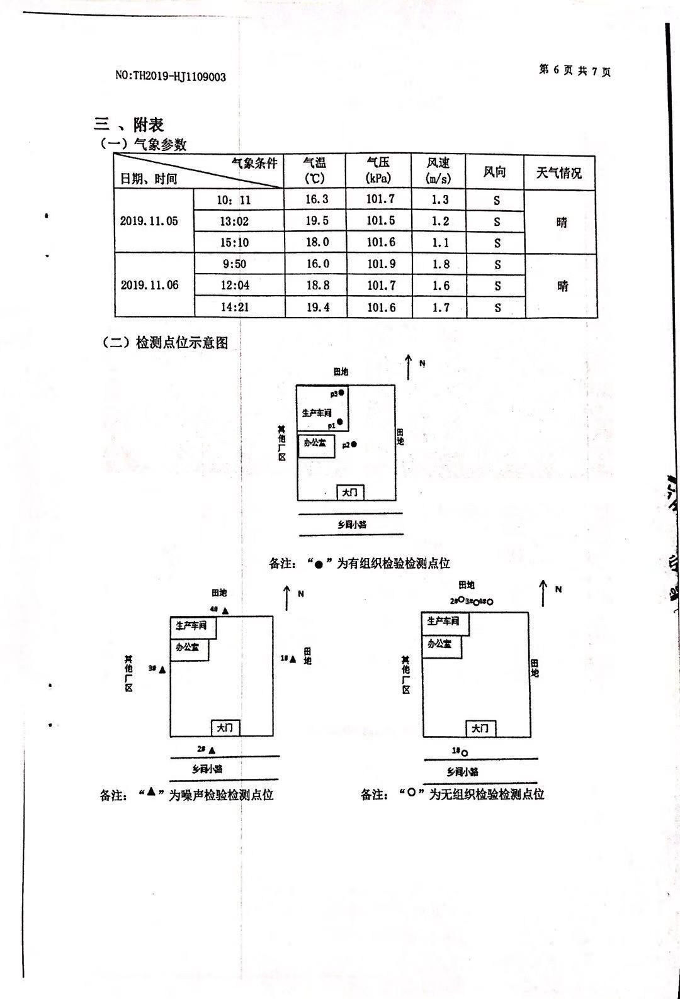 NO:TH2019-HJ1109003
第 6 页 共 7 页
三 、附表
（一）气象参数
气象条件 气温 气压 风速 风向 天气情况
日期、时间 (℃) (kPa) (m/s)
10：11 16.3 101.7 1.3 S
2019.11.05 13:02 19.5 101.5 1.2 S 晴
15:10 18.0 101.6 1.1 S
9:50 16.0 101.9 1.8 S
2019.11.06 12:04 18.8 101.7 1.6 S 晴
14:21 19.4 101.6 1.7 S
（二）检测点位示意图
N
田地
p3●
生产车间
p1●
其他厂区
办公室
p2●
田地
大门
乡间小路
备注：“●”为有组织检验检测点位
田地
N
4#▲
生产车间
办公室
其他厂区
3#▲
1#▲
田地
大门
2#▲
乡间小路
备注：“▲”为噪声检验检测点位
田地
N
2#○3#○4#○
生产车间
办公室
其他厂区
田地
大门
1#○
乡间小路
备注：“○”为无组织检验检测点位